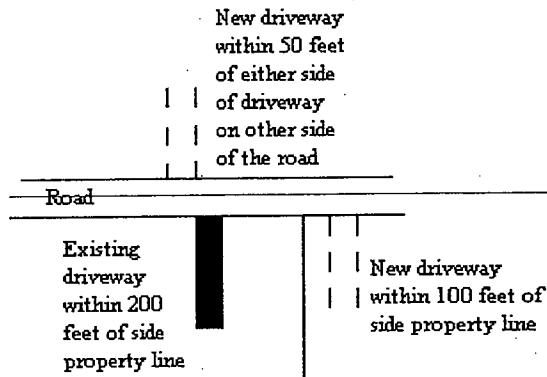 New driveway
within 50 feet
of either side
of driveway
on other side
of the road
Road
Existing
driveway
within 200
feet of side
property line
New driveway
within 100 feet of
side property line